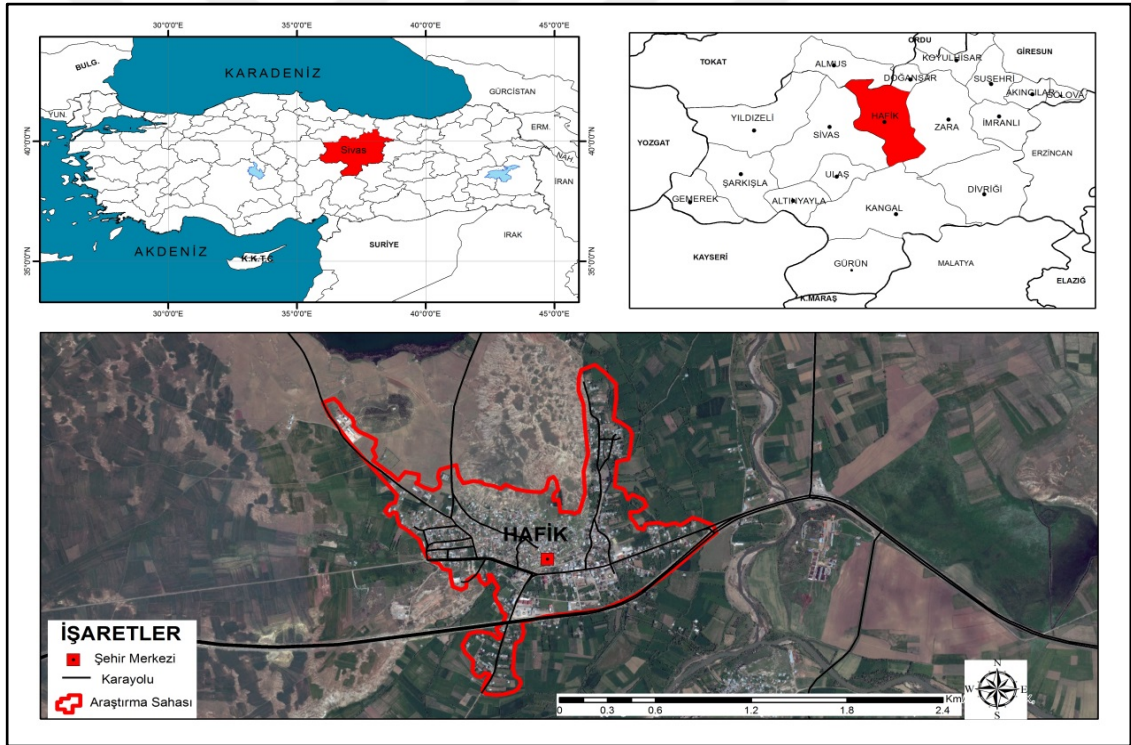 30°0'0"E
35°0'0"E
40°0'0"E
45°0'0"E
BULG.
KARADENİZ
GÜRCİSTAN
YUN.
ERM.
40°0'0"N
40°0'0"N
Sivas
NAH.
İRAN
SURİYE
IRAK
AKDENİZ
K.K.T.C
35°0'0"N
35°0'0"N
30°0'0"E
35°0'0"E
40°0'0"E
45°0'0"E
ORDU
TOKAT
ALMUS
KOYULHİSAR
GİRESUN
DOĞANŞAR
SUŞEHRİ
AKINCILAR
GÖLOVA
YILDIZELİ
SİVAS
HAFİK
ZARA
İMRANLI
YOZGAT
ERZİNCAN
ŞARKIŞLA
ULAŞ
GEMEREK
ALTINYAYLA
KANGAL
DİVRİĞİ
KAYSERİ
GÜRÜN
MALATYA
ELAZIĞ
K.MARAŞ
HAFİK
İŞARETLER
Şehir Merkezi
Karayolu
Araştırma Sahası
Km
0 0.3 0.6 1.2 1.8 2.4
N
W E
S